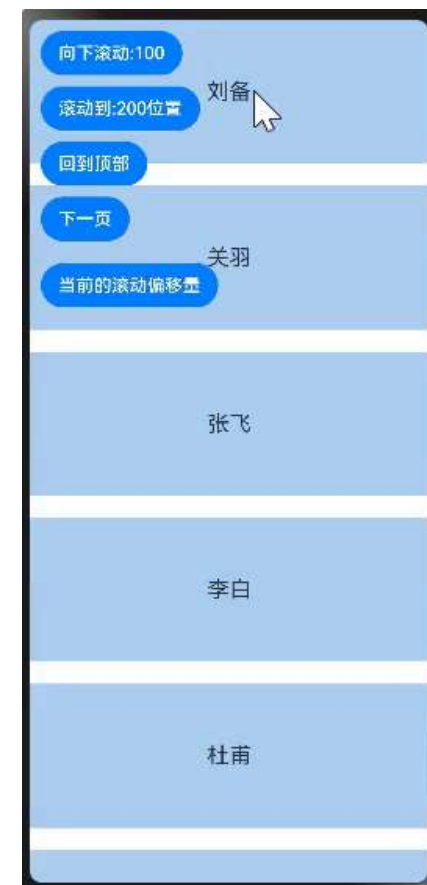 向下滚动:100
刘备
滚动到:200位置
回到顶部
下一页
关羽
当前的滚动偏移量
张飞
李白
杜甫